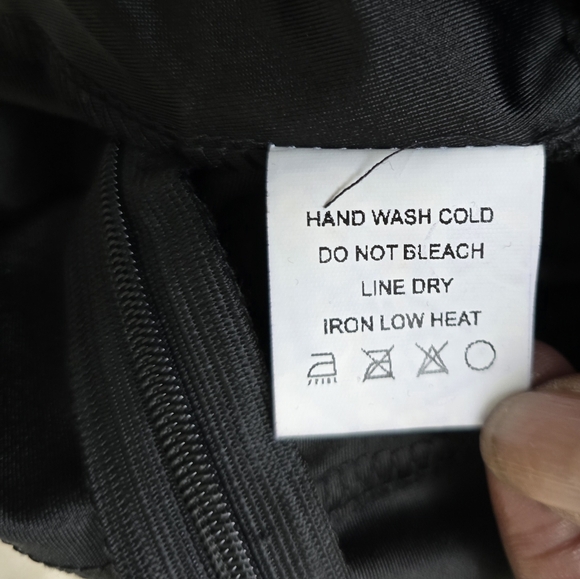 HAND WASH COLD
DO NOT BLEACH
LINE DRY
IRON LOW HEAT